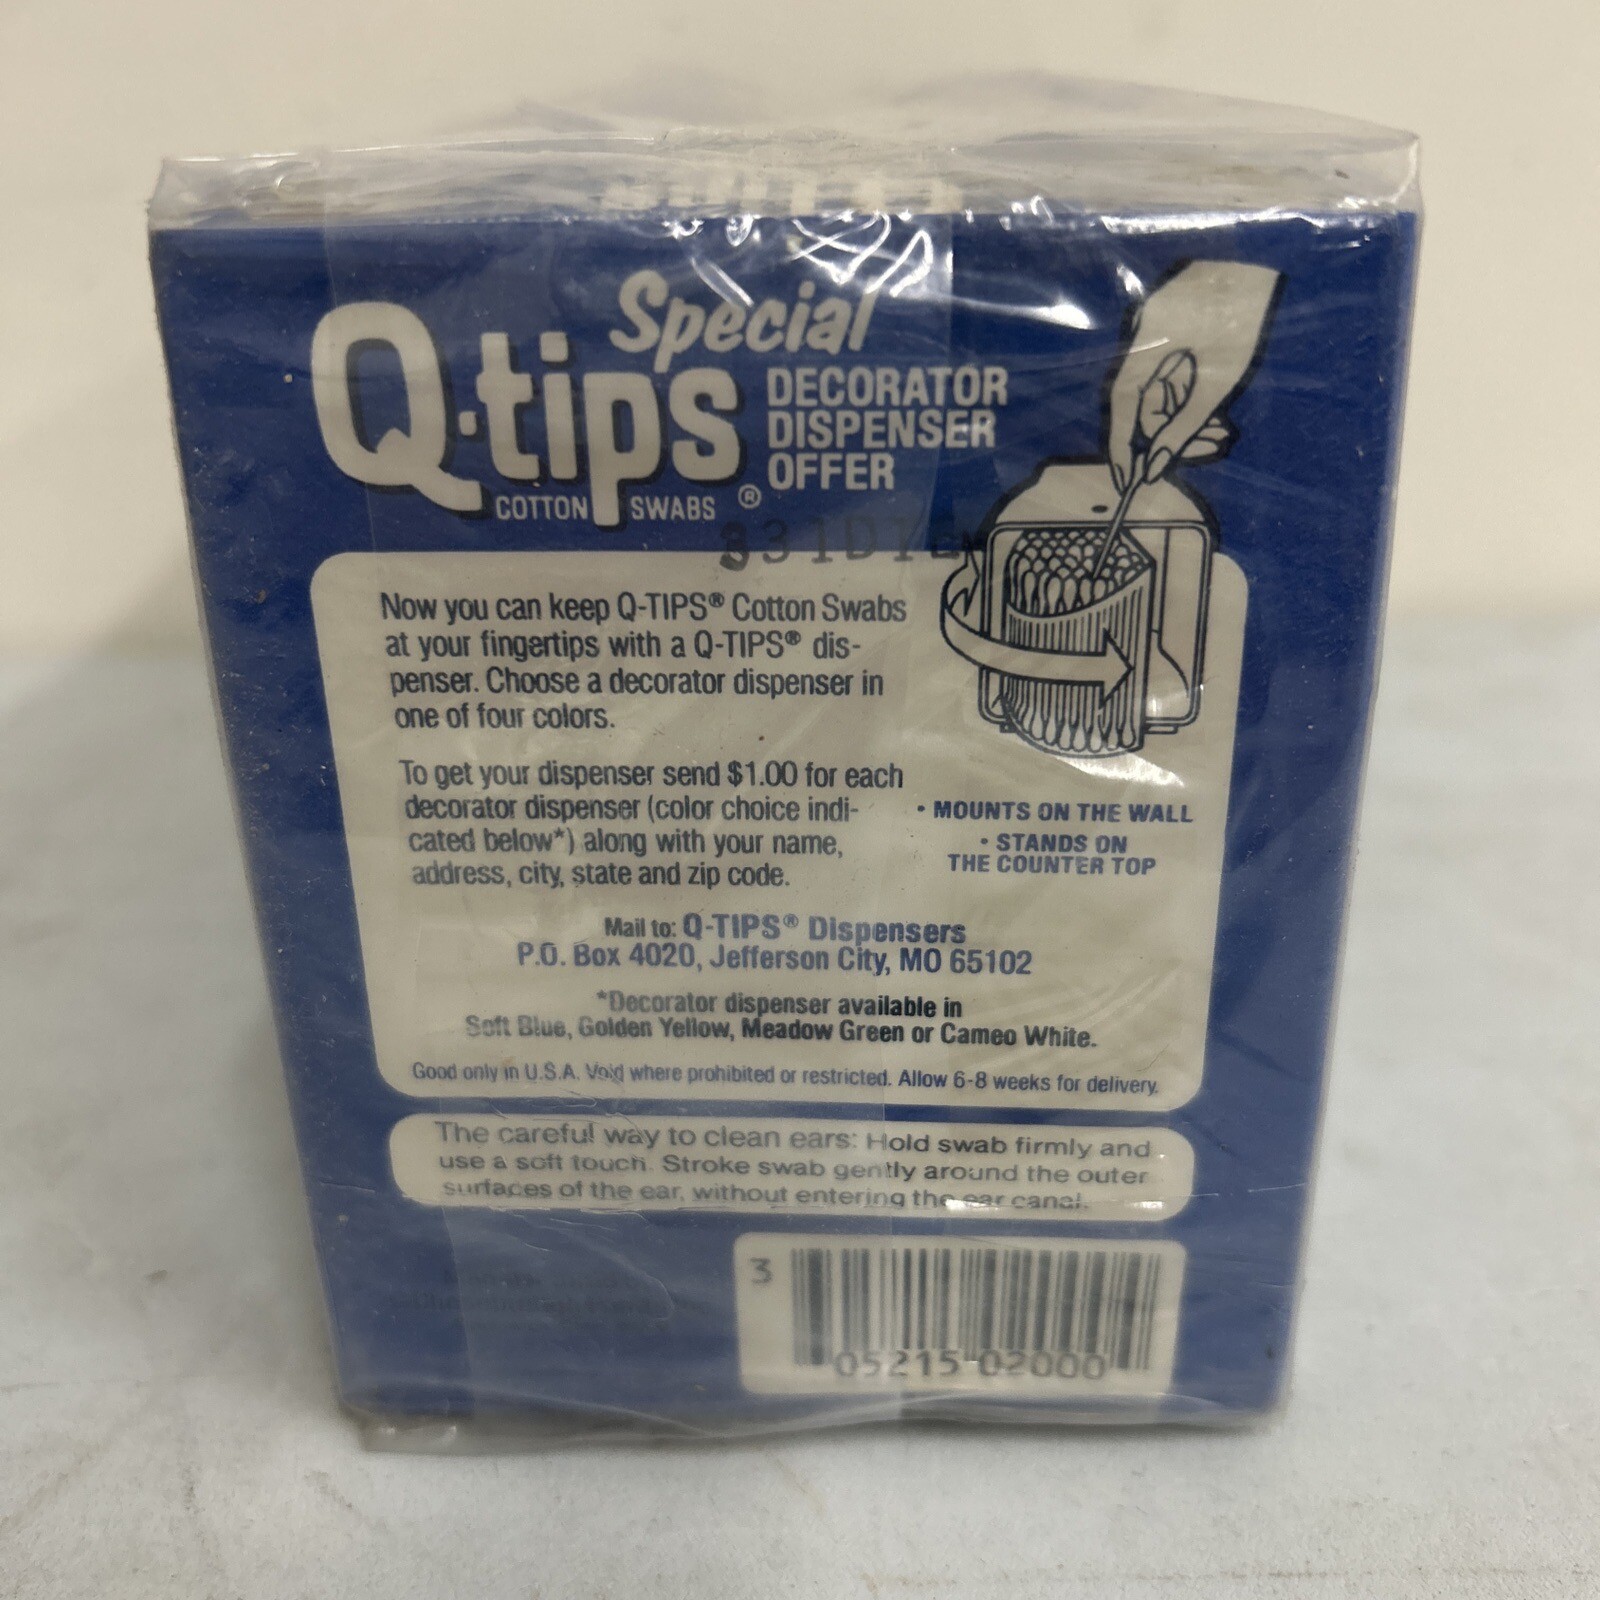 Special
Q-tips®
COTTON SWABS
DECORATOR
DISPENSER
OFFER
Now you can keep Q-TIPS® Cotton Swabs
at your fingertips with a Q-TIPS® dis-
penser. Choose a decorator dispenser in
one of four colors.
To get your dispenser send $1.00 for each
decorator dispenser (color choice indi-
cated below*) along with your name,
address, city, state and zip code.
• MOUNTS ON THE WALL
• STANDS ON
THE COUNTER TOP
Mail to: Q-TIPS® Dispensers
P.O. Box 4020, Jefferson City, MO 65102
*Decorator dispenser available in
Soft Blue, Golden Yellow, Meadow Green or Cameo White.
Good only in U.S.A. Void where prohibited or restricted. Allow 6-8 weeks for delivery.
The careful way to clean ears: Hold swab firmly and
use a soft touch. Stroke swab gently around the outer
surfaces of the ear, without entering the ear canal.
3
05215 02000